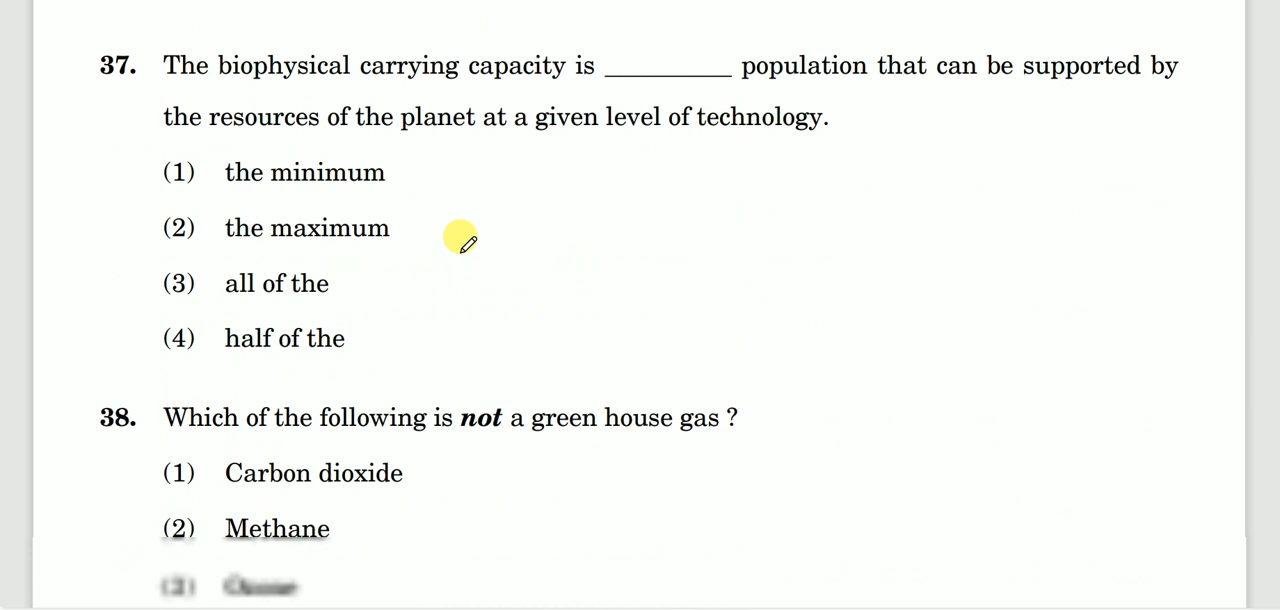 37. The biophysical carrying capacity is __________ population that can be supported by
the resources of the planet at a given level of technology.
(1) the minimum
(2) the maximum
(3) all of the
(4) half of the
38. Which of the following is not a green house gas ?
(1) Carbon dioxide
(2) Methane